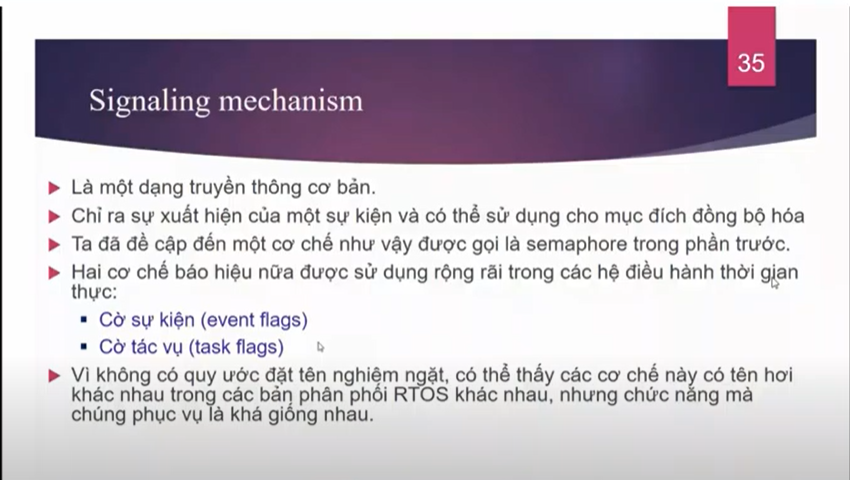 35
Signaling mechanism
Là một dạng truyền thông cơ bản.
Chỉ ra sự xuất hiện của một sự kiện và có thể sử dụng cho mục đích đồng bộ hóa
Ta đã đề cập đến một cơ chế như vậy được gọi là semaphore trong phần trước.
Hai cơ chế báo hiệu nữa được sử dụng rộng rãi trong các hệ điều hành thời gian
thực:
Cờ sự kiện (event flags)
Cờ tác vụ (task flags)
Vì không có quy ước đặt tên nghiêm ngặt, có thể thấy các cơ chế này có tên hơi
khác nhau trong các bản phân phối RTOS khác nhau, nhưng chức năng mà
chúng phục vụ là khá giống nhau.